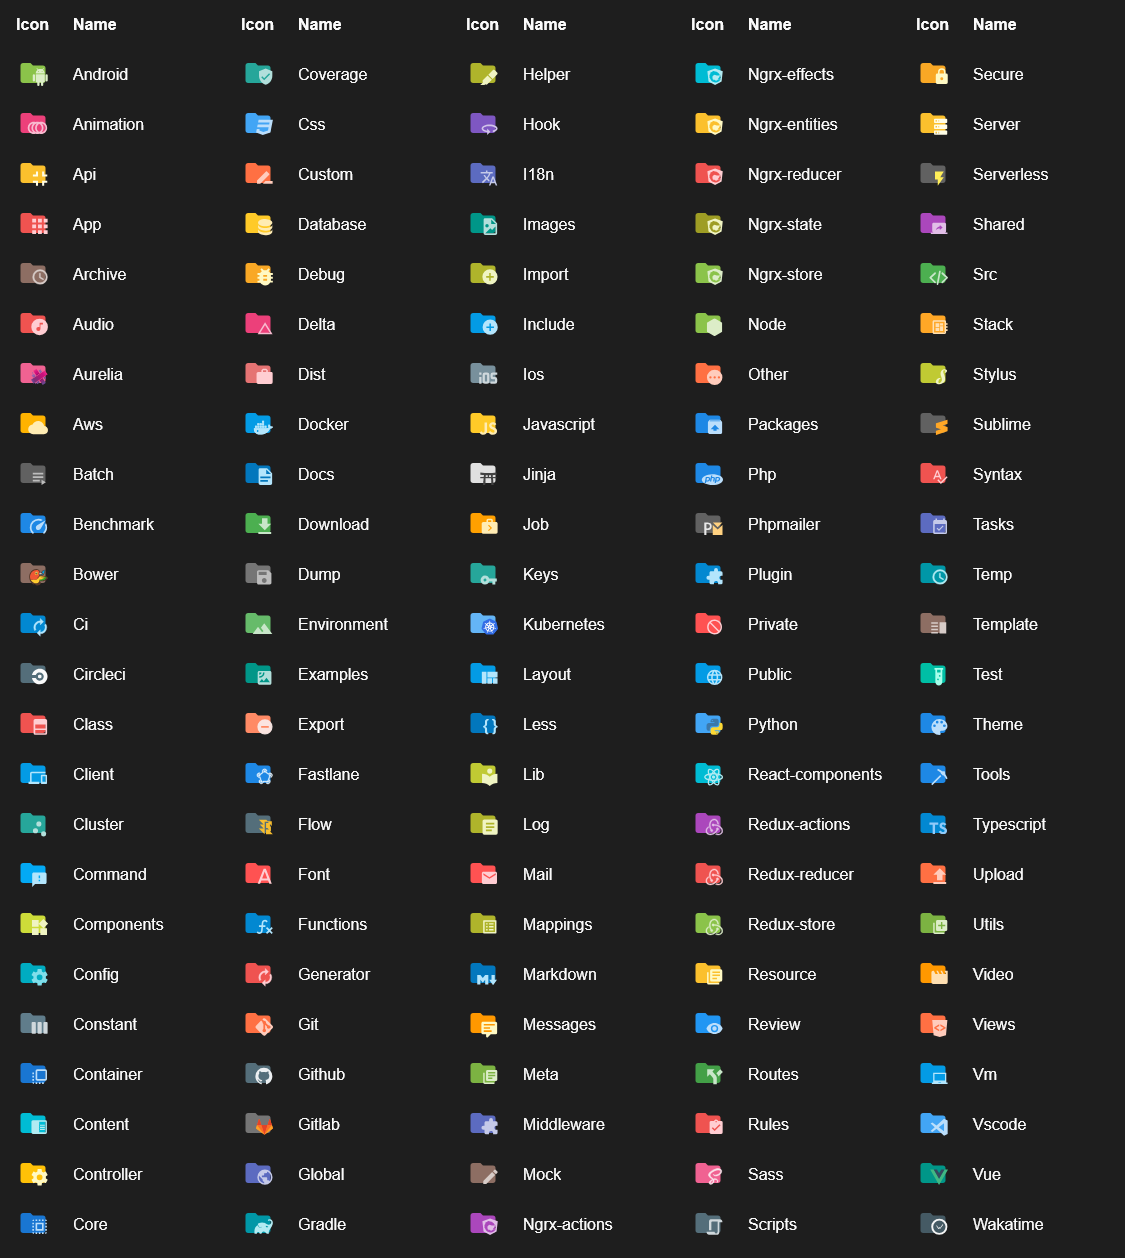 Icon Name Icon Name Icon Name Icon Name Icon Name
Android Coverage Helper Ngrx-effects Secure
Animation Css Hook Ngrx-entities Server
Api Custom I18n Ngrx-reducer Serverless
App Database Images Ngrx-state Shared
Archive Debug Import Ngrx-store Src
Audio Delta Include Node Stack
Aurelia Dist iOS Ios Other Stylus
Aws Docker JS Javascript Packages Sublime
Batch Docs Jinja php Php A Syntax
Benchmark Download Job P Phpmailer Tasks
Bower Dump Keys Plugin Temp
Ci Environment Kubernetes Private Template
Circleci Examples Layout Public Test
Class Export {} Less Python Theme
Client Fastlane Lib React-components Tools
Cluster Flow Log Redux-actions TS Typescript
Command A Font Mail Redux-reducer Upload
Components fx Functions Mappings Redux-store Utils
Config Generator M Markdown Resource Video
Constant Git Messages Review <> Views
Container Github Meta Routes Vm
Content Gitlab Middleware Rules Vscode
Controller Global Mock Sass Vue
Core Gradle Ngrx-actions Scripts Wakatime